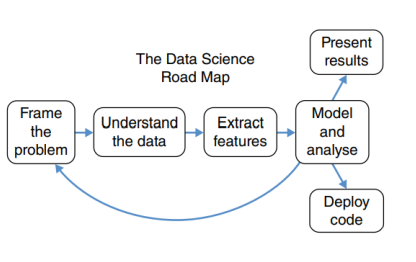 The Data Science
Road Map
Frame
the
problem
Understand
the data
Extract
features
Model
and
analyse
Present
results
Deploy
code